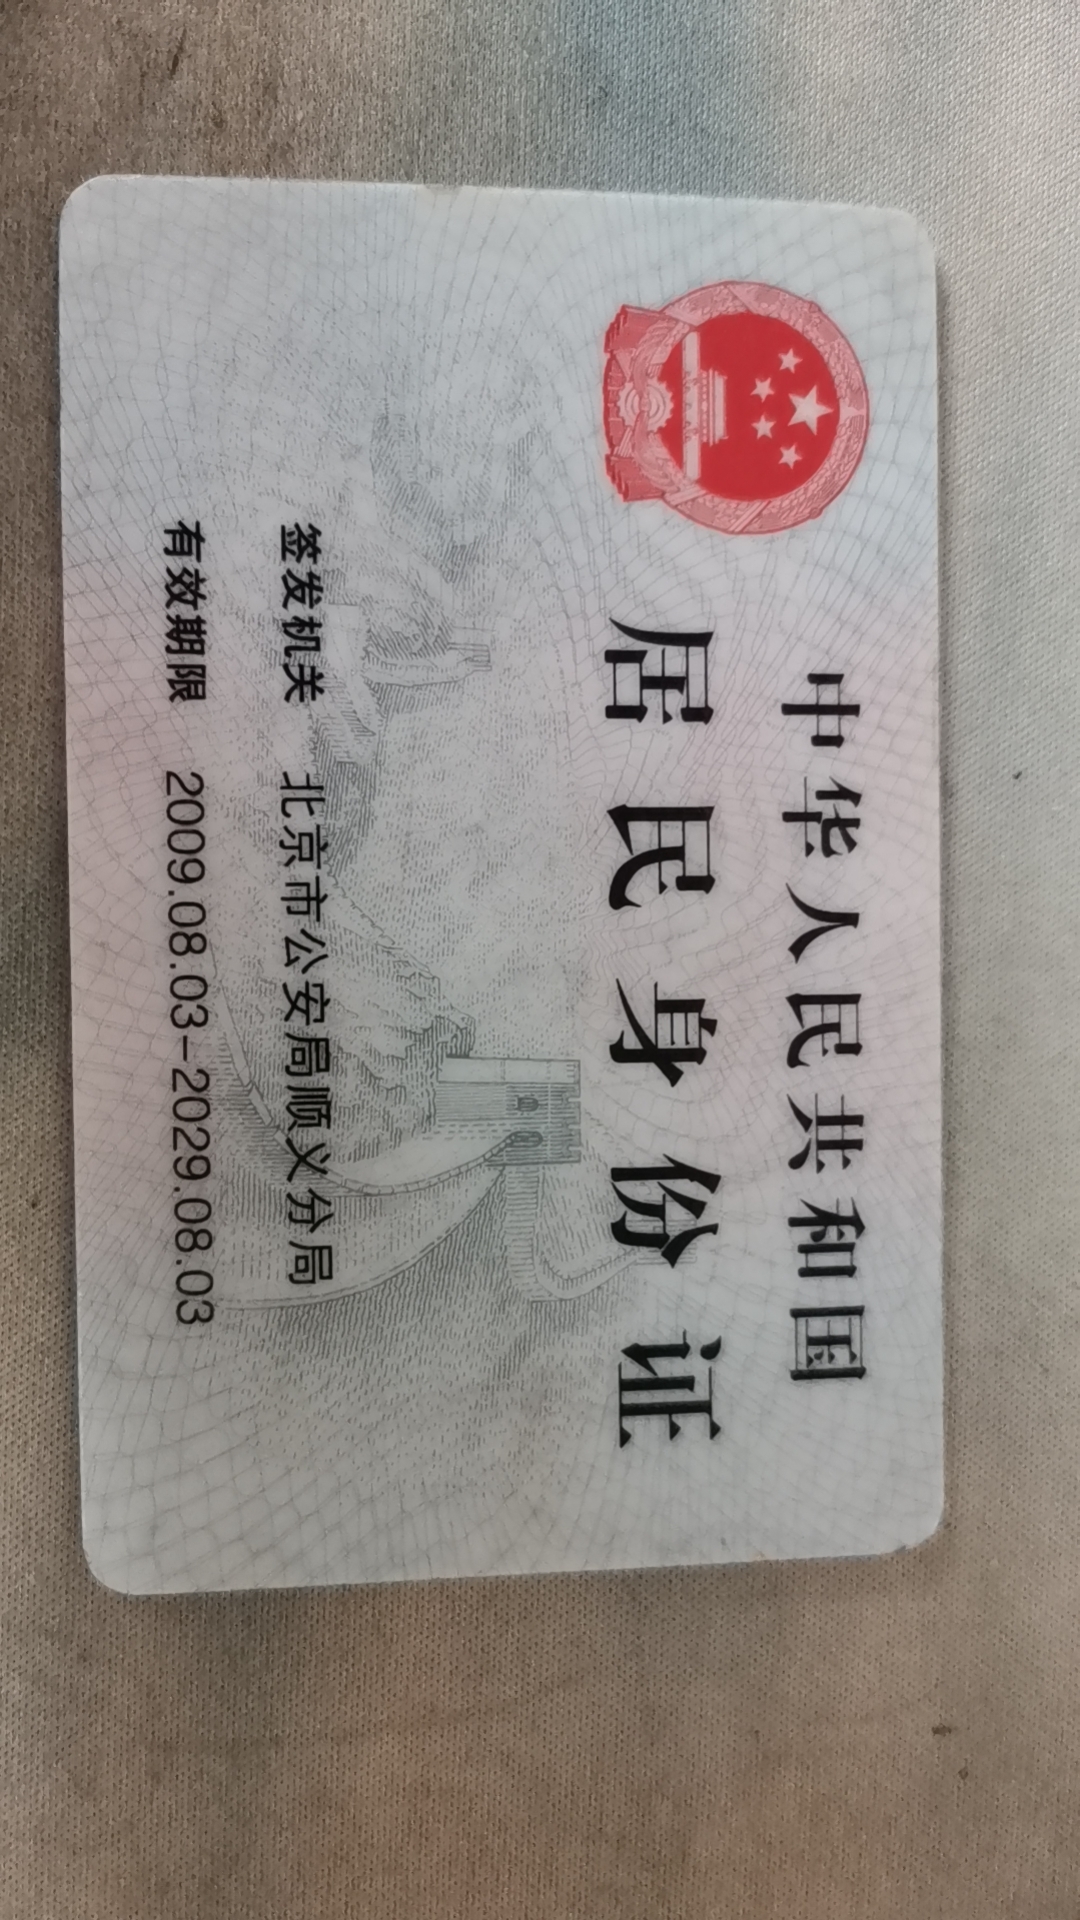 中华人民共和国
居民身份证
签发机关 北京市公安局顺义分局
有效期限 2009.08.03-2029.08.03